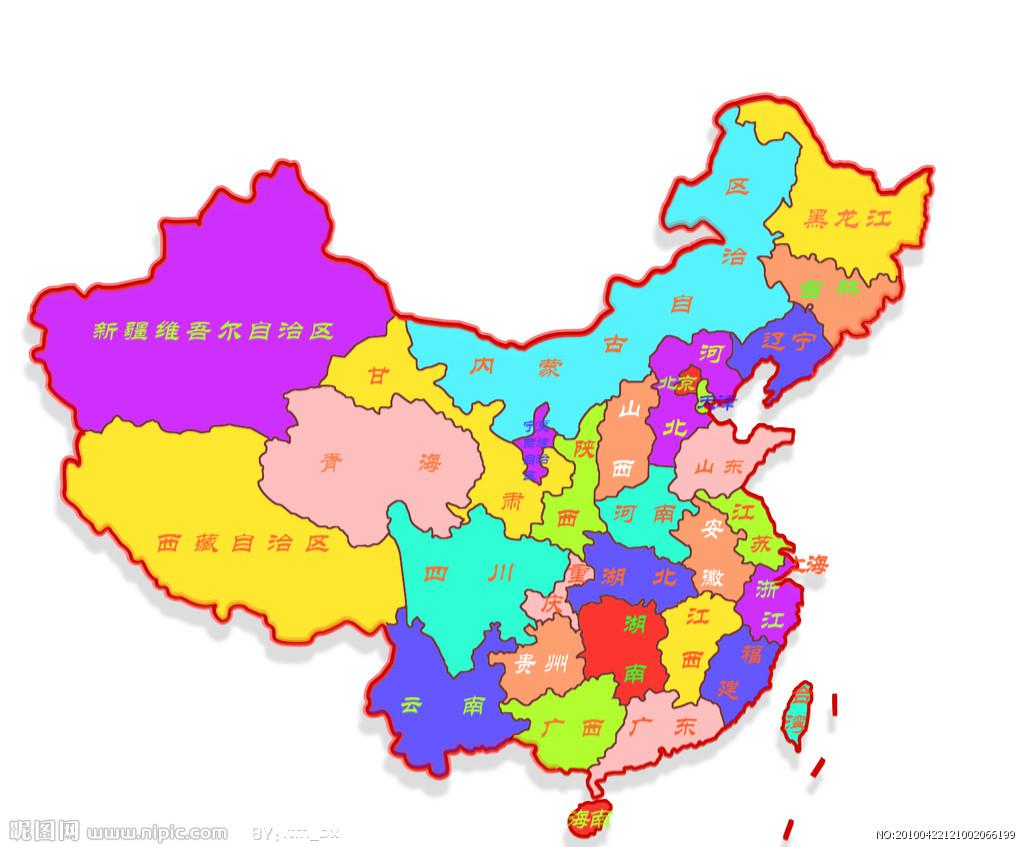 黑龙江
吉林
辽宁
内蒙古自治区
新疆维吾尔自治区
甘肃
青海
宁夏回族自治区
陕西
山西
河北
北京
天津
山东
西藏自治区
四川
重庆
河南
湖北
安徽
江苏
上海
浙江
湖南
江西
福建
贵州
云南
广西
广东
台湾
海南
昵图网 www.nipic.com
NO:20100422121002066199